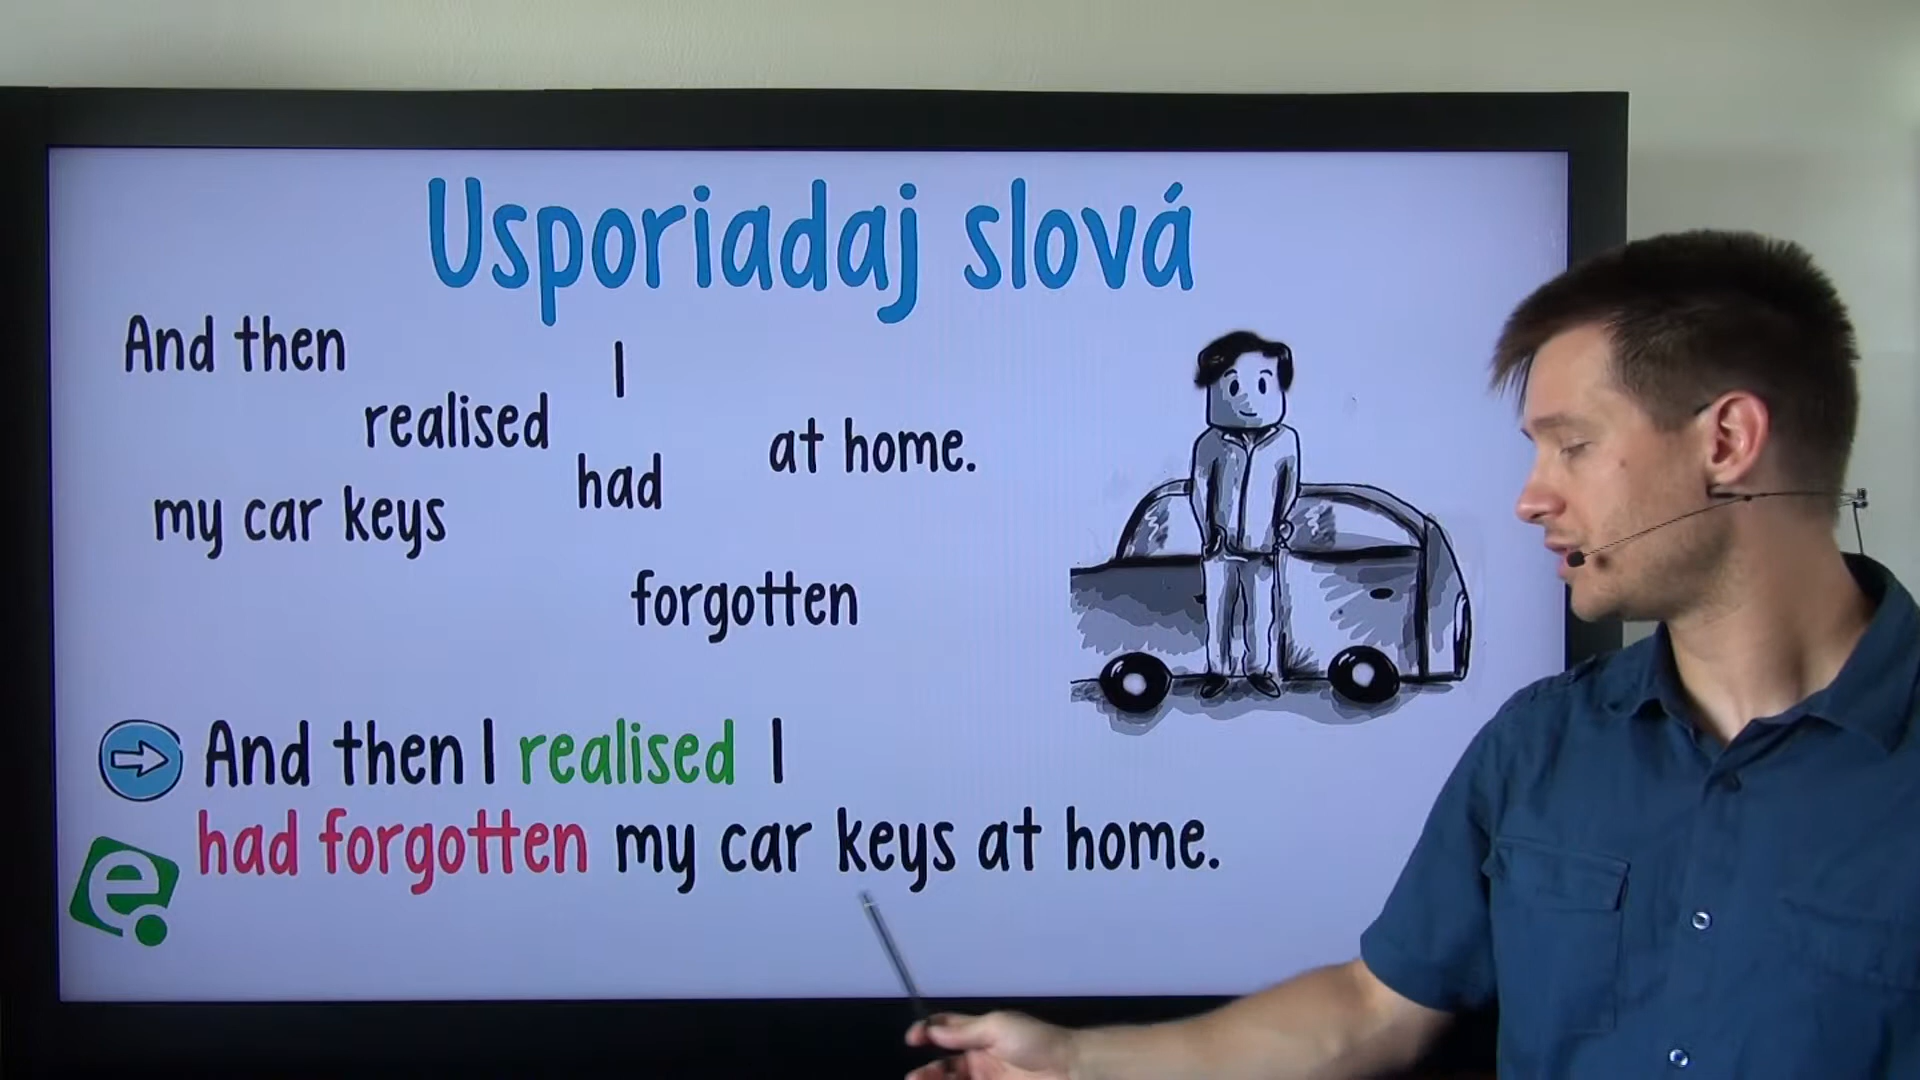 Usporiadaj slová
And then
I
realised
at home.
had
my car keys
forgotten
And then I realised I
had forgotten my car keys at home.
e